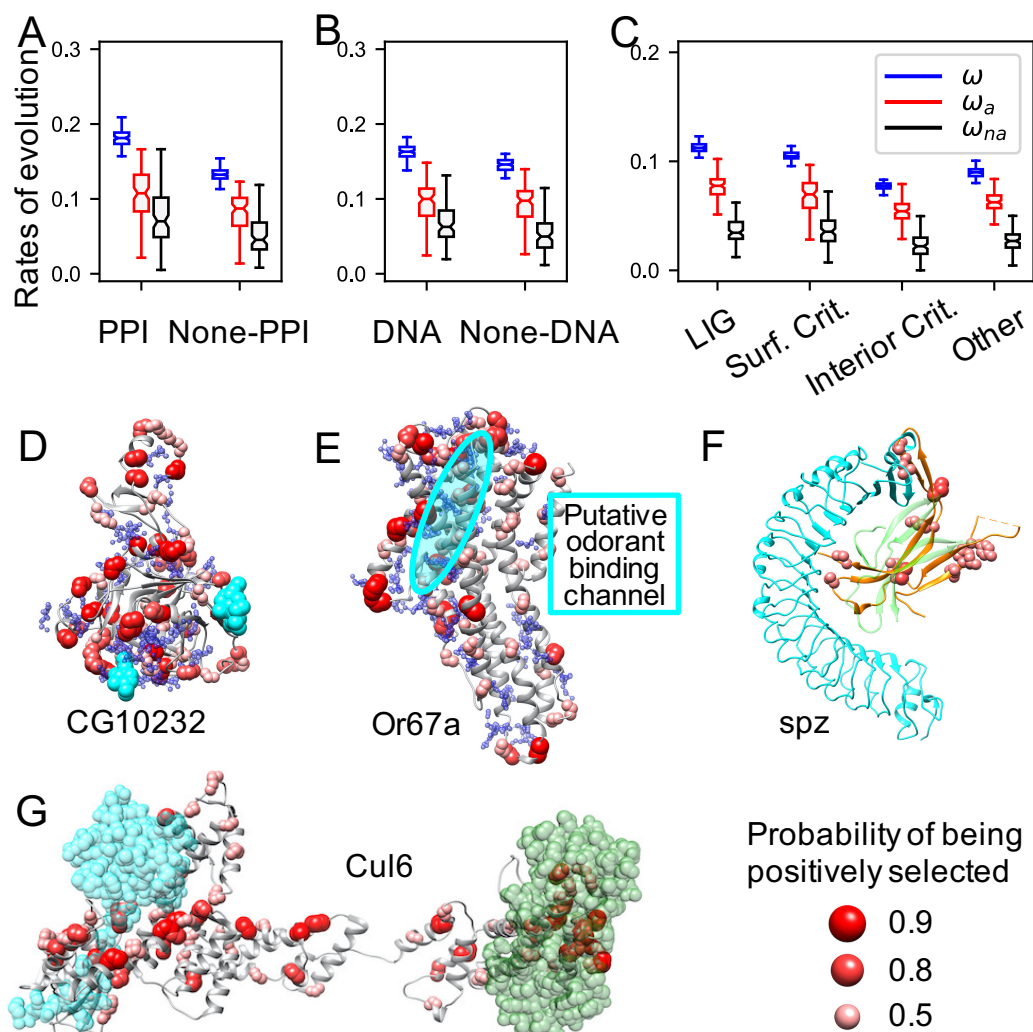 A
B
C
Rates of evolution
0.3
0.2
0.1
0.0
0.3
0.2
0.1
0.0
0.2
0.1
0.0
ω
ωa
ωna
PPI
None-PPI
DNA
None-DNA
LIG
Surf. Crit.
Interior Crit.
Other
D
CG10232
E
Or67a
Putative
odorant
binding
channel
F
spz
G
Cul6
Probability of being
positively selected
0.9
0.8
0.5